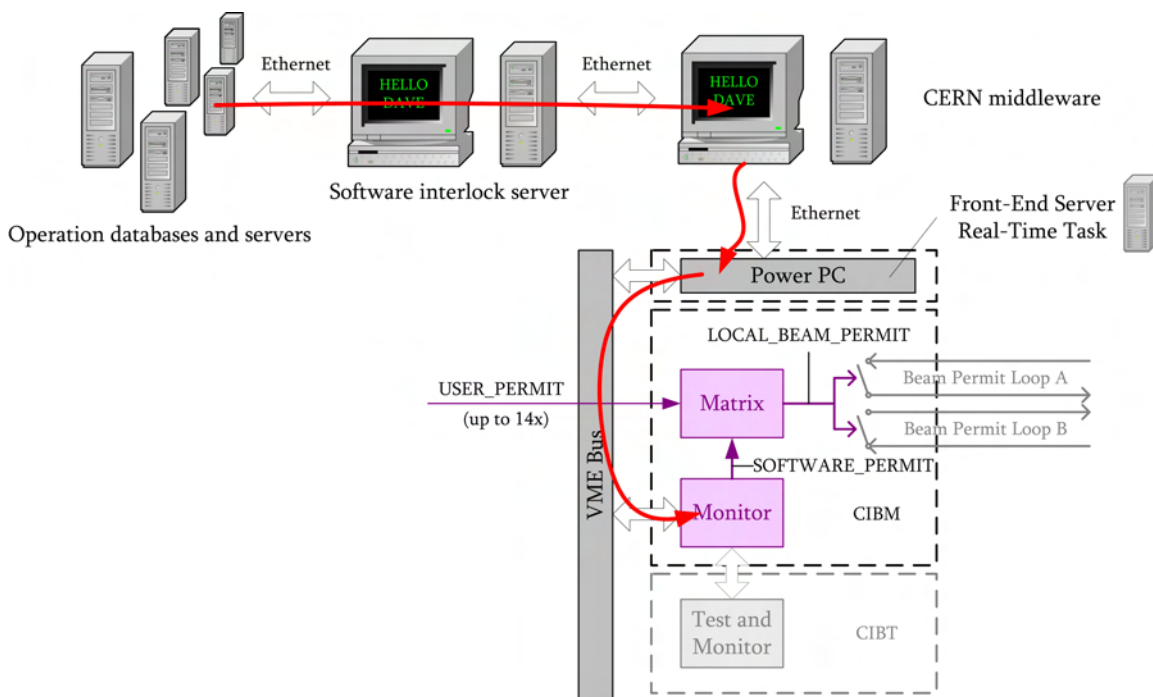 Ethernet
Ethernet
HELLO
DAVE
HELLO
DAVE
CERN middleware
Software interlock server
Operation databases and servers
Ethernet
Front-End Server
Real-Time Task
Power PC
LOCAL_BEAM_PERMIT
Beam Permit Loop A
USER_PERMIT
(up to 14x)
Matrix
Beam Permit Loop B
SOFTWARE_PERMIT
VME Bus
Monitor
CIBM
Test and
Monitor
CIBT